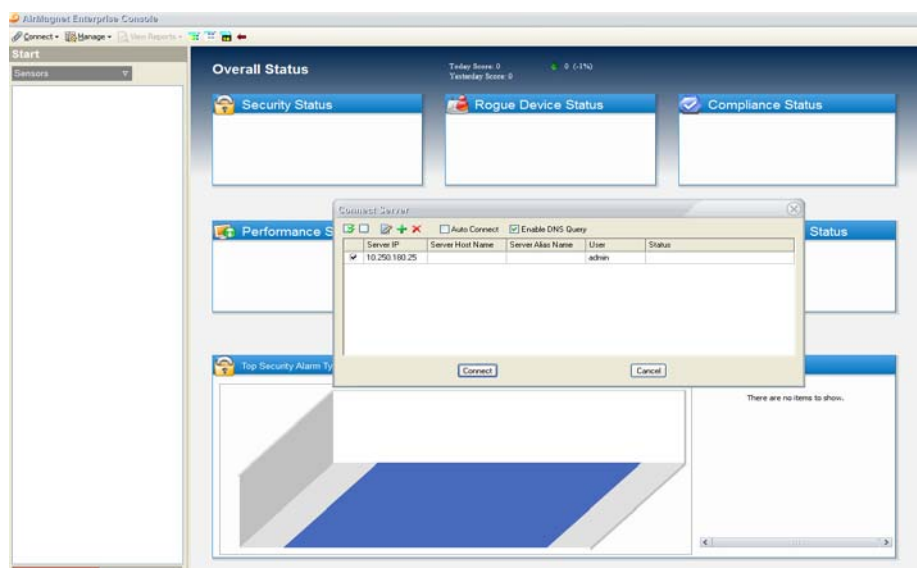 AirMagnet Enterprise Console
Connect Manage View Reports
Start
Sensors
Overall Status
Today Score: 0 0 (-1%)
Yesterday Score: 0
Security Status
Rogue Device Status
Compliance Status
Performance S
Status
Connect Server
Auto Connect Enable DNS Query
Server IP Server Host Name Server Alias Name User Status
10.250.180.25 admin
Connect Cancel
Top Security Alarm Ty
There are no items to show.